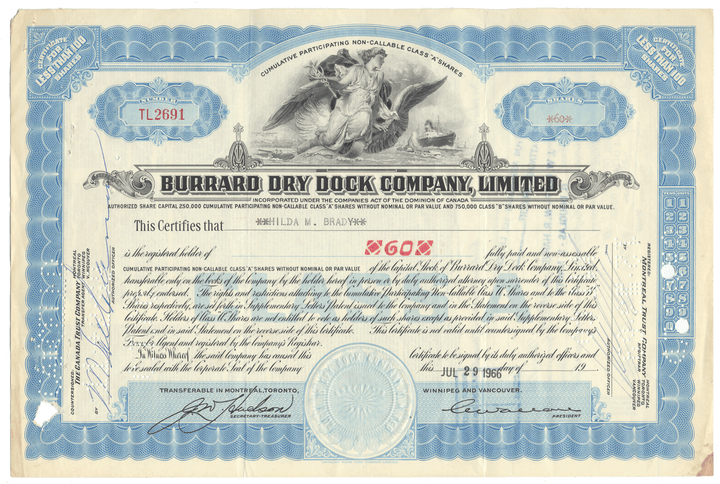 CERTIFICATE
FOR
LESS THAN 100
SHARES
CUMULATIVE PARTICIPATING NON-CALLABLE CLASS "A" SHARES
CERTIFICATE
FOR
LESS THAN 100
SHARES
NUMBER
TL2691
SHARES
*60*
BURRARD DRY DOCK COMPANY, LIMITED
INCORPORATED UNDER THE COMPANIES ACT OF THE DOMINION OF CANADA
AUTHORIZED SHARE CAPITAL 250,000 CUMULATIVE PARTICIPATING NON-CALLABLE CLASS "A" SHARES WITHOUT NOMINAL OR PAR VALUE AND 750,000 CLASS "B" SHARES WITHOUT NOMINAL OR PAR VALUE.
This Certifies that **HILDA M. BRADY**
is the registered holder of *60* fully paid and non-assessable
CUMULATIVE PARTICIPATING NON-CALLABLE CLASS "A" SHARES WITHOUT NOMINAL OR PAR VALUE of the Capital Stock of Burrard Dry Dock Company, Limited,
transferable only on the books of the Company by the holder hereof in person or by duly authorized attorney upon surrender of this certificate
properly endorsed. The rights and restrictions attaching to the Cumulative Participating Non-Callable Class "A" Shares and to the Class "B"
Shares respectively, are set forth in Supplementary Letters Patent issued to the Company and in the Statement on the reverse side of this
Certificate. Holders of Class "A" Shares are not entitled to vote as holders of such shares except as provided in said Supplementary Letters
Patent and in said Statement on the reverse side of this Certificate. This certificate is not valid until countersigned by the Company's
Transfer Agent and registered by the Company's Registrar.
In Witness Whereof, the said Company has caused this Certificate to be signed by its duly authorized officers and
to be sealed with the Corporate Seal of the Company this JUL 29 1966 day of 19
TRANSFERABLE IN MONTREAL, TORONTO, WINNIPEG AND VANCOUVER.
SECRETARY-TREASURER
PRESIDENT
COUNTERSIGNED:
THE CANADA TRUST COMPANY
MONTREAL
TORONTO
WINNIPEG
VANCOUVER
TRANSFER AGENT
BY
AUTHORIZED OFFICER
REGISTERED:
MONTREAL TRUST COMPANY
MONTREAL
TORONTO
WINNIPEG
VANCOUVER
REGISTRAR
AUTHORIZED OFFICER